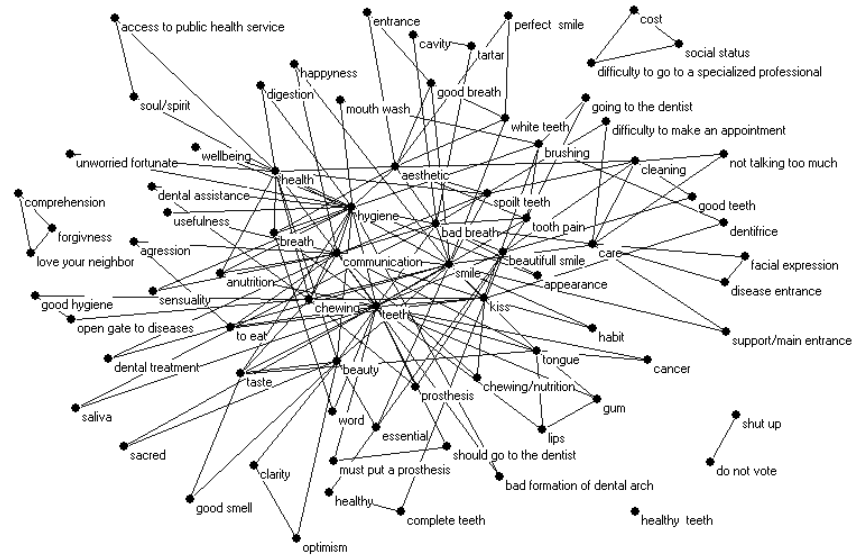 cost
access to public health service
entrance
perfect smile
cavity
social status
tartar
happyness
difficulty to go to a specialized professional
digestion
good breath
soul/spirit
mouth wash
going to the dentist
white teeth
difficulty to make an appointment
wellbeing
brushing
unworried fortunate
not talking too much
health
aesthetic
cleaning
dental assistance
comprehension
spoilt teeth
good teeth
usefulness
hygiene
tooth pain
dentifrice
forgivness
bad breath
agression
breath
love your neighbor
communication
beautifull smile
care
smile
facial expression
anutrition
appearance
disease entrance
sensuality
good hygiene
chewing
kiss
open gate to diseases
teeth
to eat
habit
support/main entrance
dental treatment
tongue
cancer
beauty
taste
chewing/nutrition
prosthesis
gum
saliva
word
shut up
essential
lips
sacred
should go to the dentist
clarity
must put a prosthesis
do not vote
bad formation of dental arch
good smell
healthy
complete teeth
healthy teeth
optimism